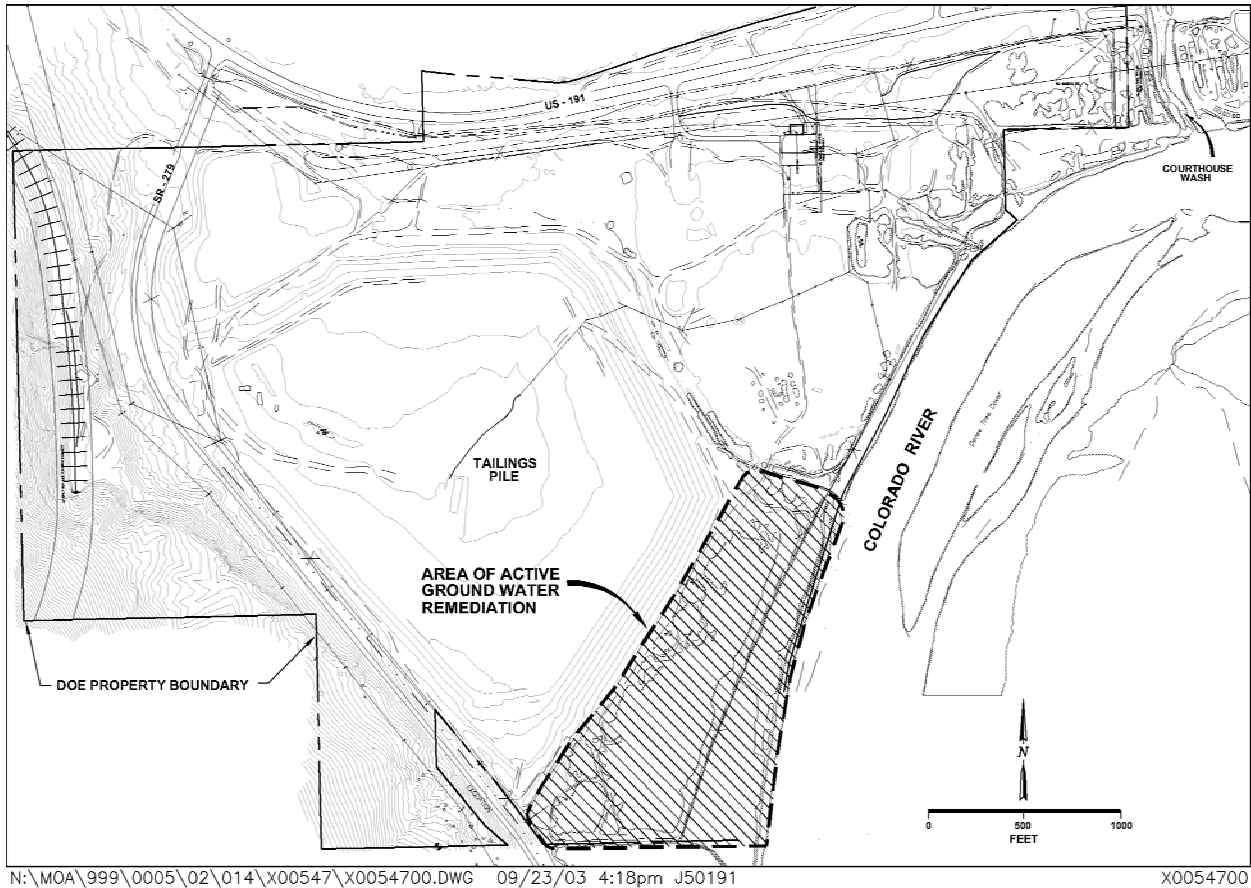 US - 191
COURTHOUSE
WASH
SR - 279
COLORADO RIVER
TAILINGS
PILE
AREA OF ACTIVE
GROUND WATER
REMEDIATION
DOE PROPERTY BOUNDARY
N
0 500 1000
FEET
N:\MOA\999\0005\02\014\X00547\X0054700.DWG 09/23/03 4:18pm J50191
X0054700